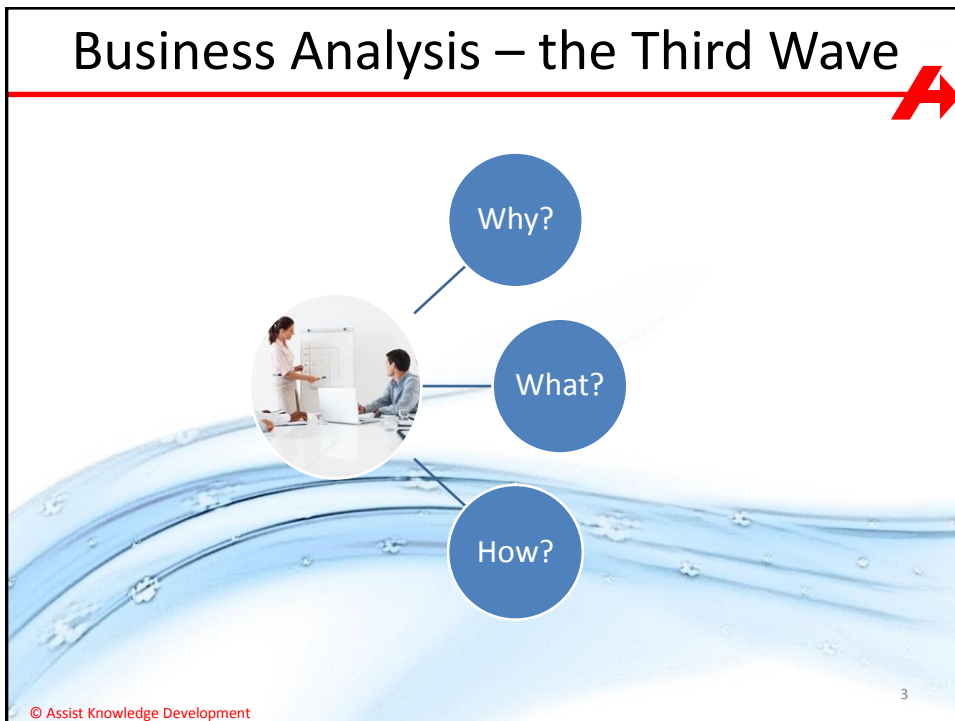 Business Analysis – the Third Wave
Why?
What?
How?
© Assist Knowledge Development
3